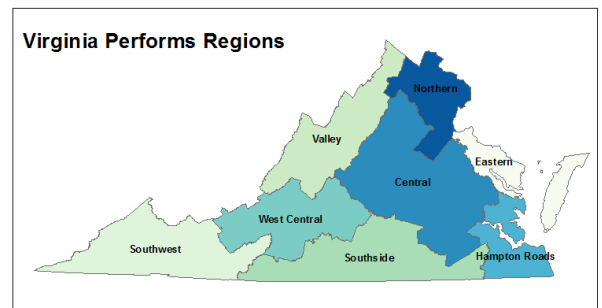 Virginia Performs Regions
Northern
Valley
Eastern
Central
West Central
Southwest
Southside
Hampton Roads